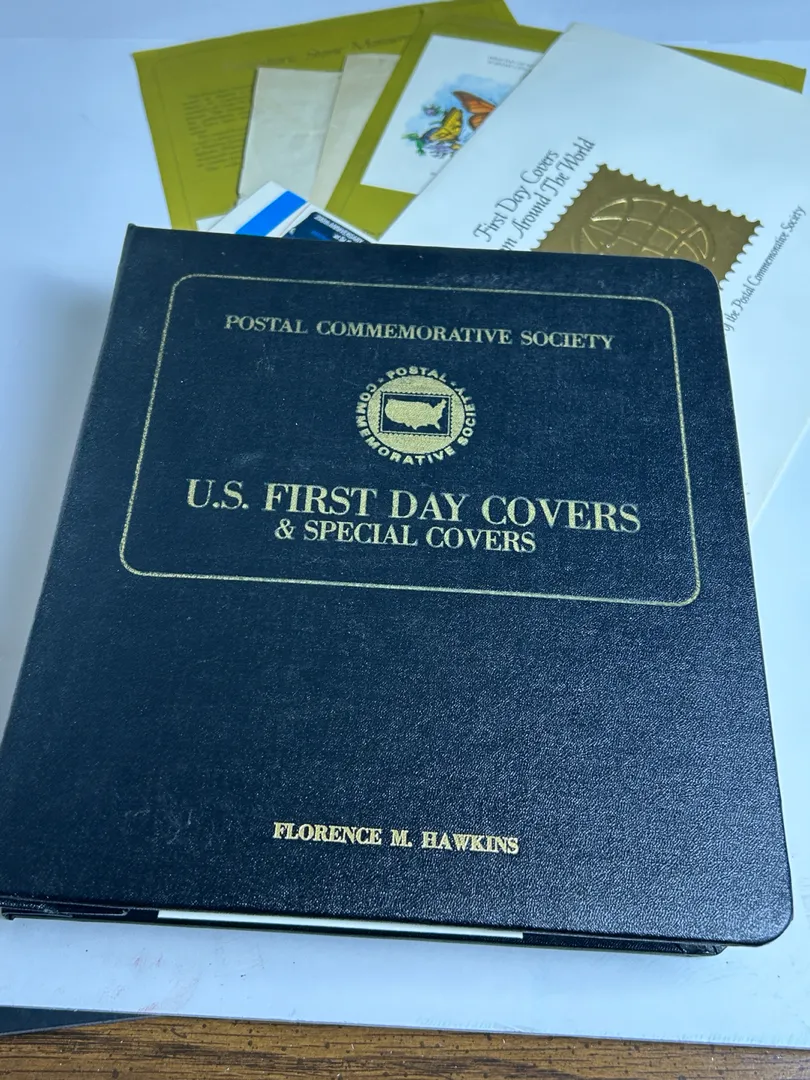 First Day Covers
Around The World
the Postal Commemorative Society
POSTAL COMMEMORATIVE SOCIETY
POSTAL
COMMEMORATIVE SOCIETY
U.S. FIRST DAY COVERS
& SPECIAL COVERS
FLORENCE M. HAWKINS